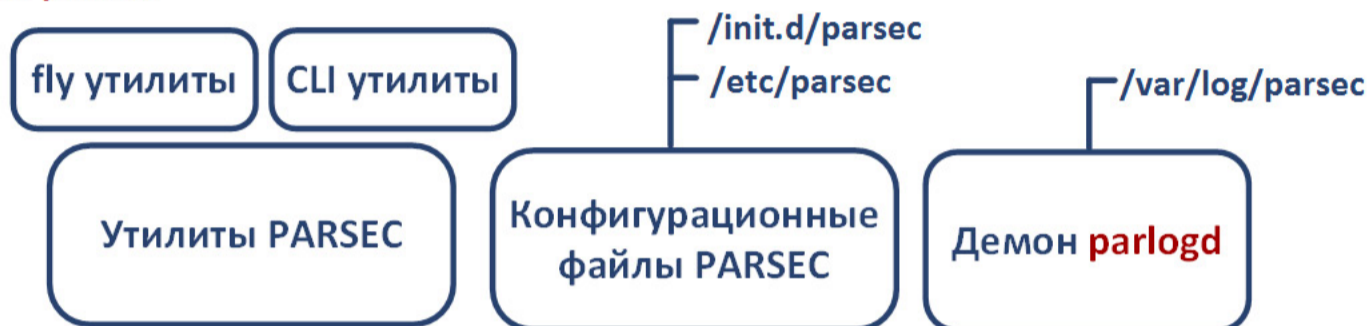 /init.d/parsec
/etc/parsec
/var/log/parsec
fly утилиты
CLI утилиты
Утилиты PARSEC
Конфигурационные
файлы PARSEC
Демон parlogd